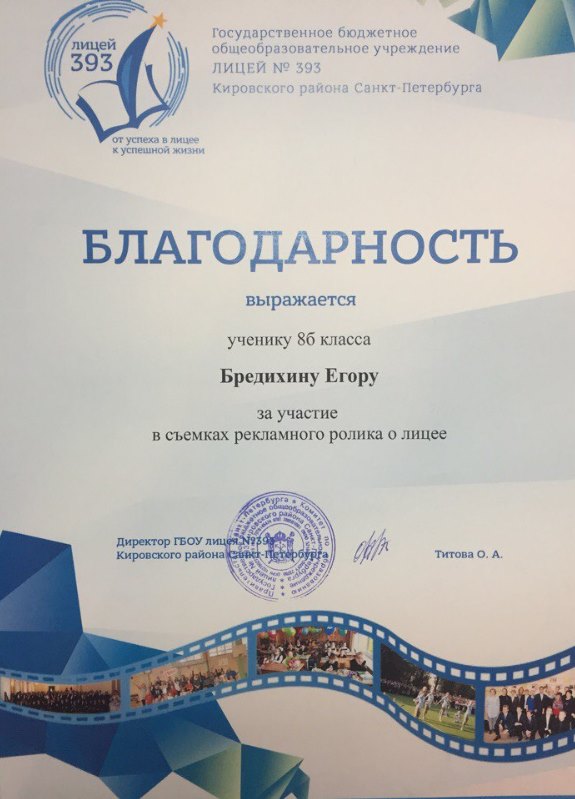 лицей
393
от успеха в лицее
к успешной жизни
Государственное бюджетное
общеобразовательное учреждение
ЛИЦЕЙ № 393
Кировского района Санкт-Петербурга
БЛАГОДАРНОСТЬ
выражается
ученику 8б класса
Бредихину Егору
за участие
в съемках рекламного ролика о лицее
Директор ГБОУ лицея №393
Кировского района Санкт-Петербурга
Титова О. А.